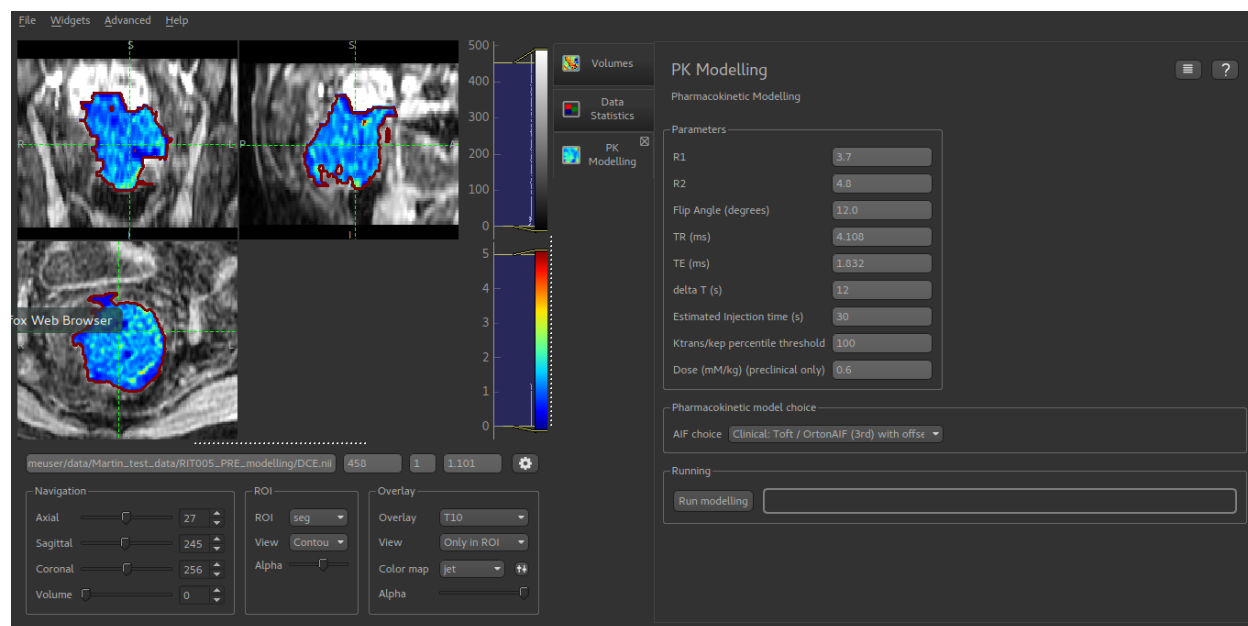 File Widgets Advanced Help
S
S
R
L
P
A
I
fox Web Browser
500
400
300
200
100
0
5
4
3
2
1
0
meuser/data/Martin_test_data/RIT005_PRE_modelling/DCE.nii 458 1 1.101
Navigation
Axial 27
Sagittal 245
Coronal 256
Volume 0
ROI
ROI seg
View Contou
Alpha
Overlay
Overlay T10
View Only in ROI
Color map jet
Alpha
Volumes
Data
Statistics
PK
Modelling
PK Modelling
?
Pharmacokinetic Modelling
Parameters
R1 3.7
R2 4.8
Flip Angle (degrees) 12.0
TR (ms) 4.108
TE (ms) 1.832
delta T (s) 12
Estimated Injection time (s) 30
Ktrans/kep percentile threshold 100
Dose (mM/kg) (preclinical only) 0.6
Pharmacokinetic model choice
AIF choice Clinical: Toft / OrtonAIF (3rd) with offse
Running
Run modelling